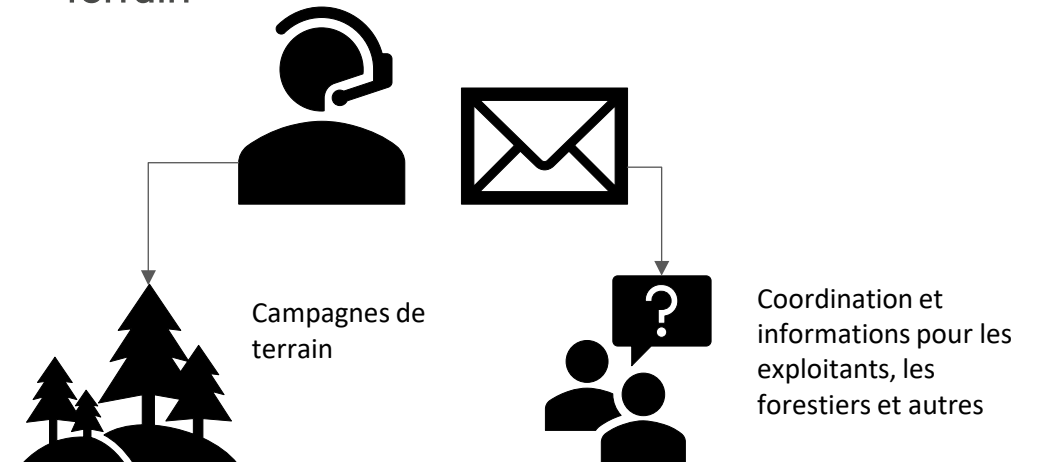 Campagnes de
terrain
?
Coordination et
informations pour les
exploitants, les
forestiers et autres